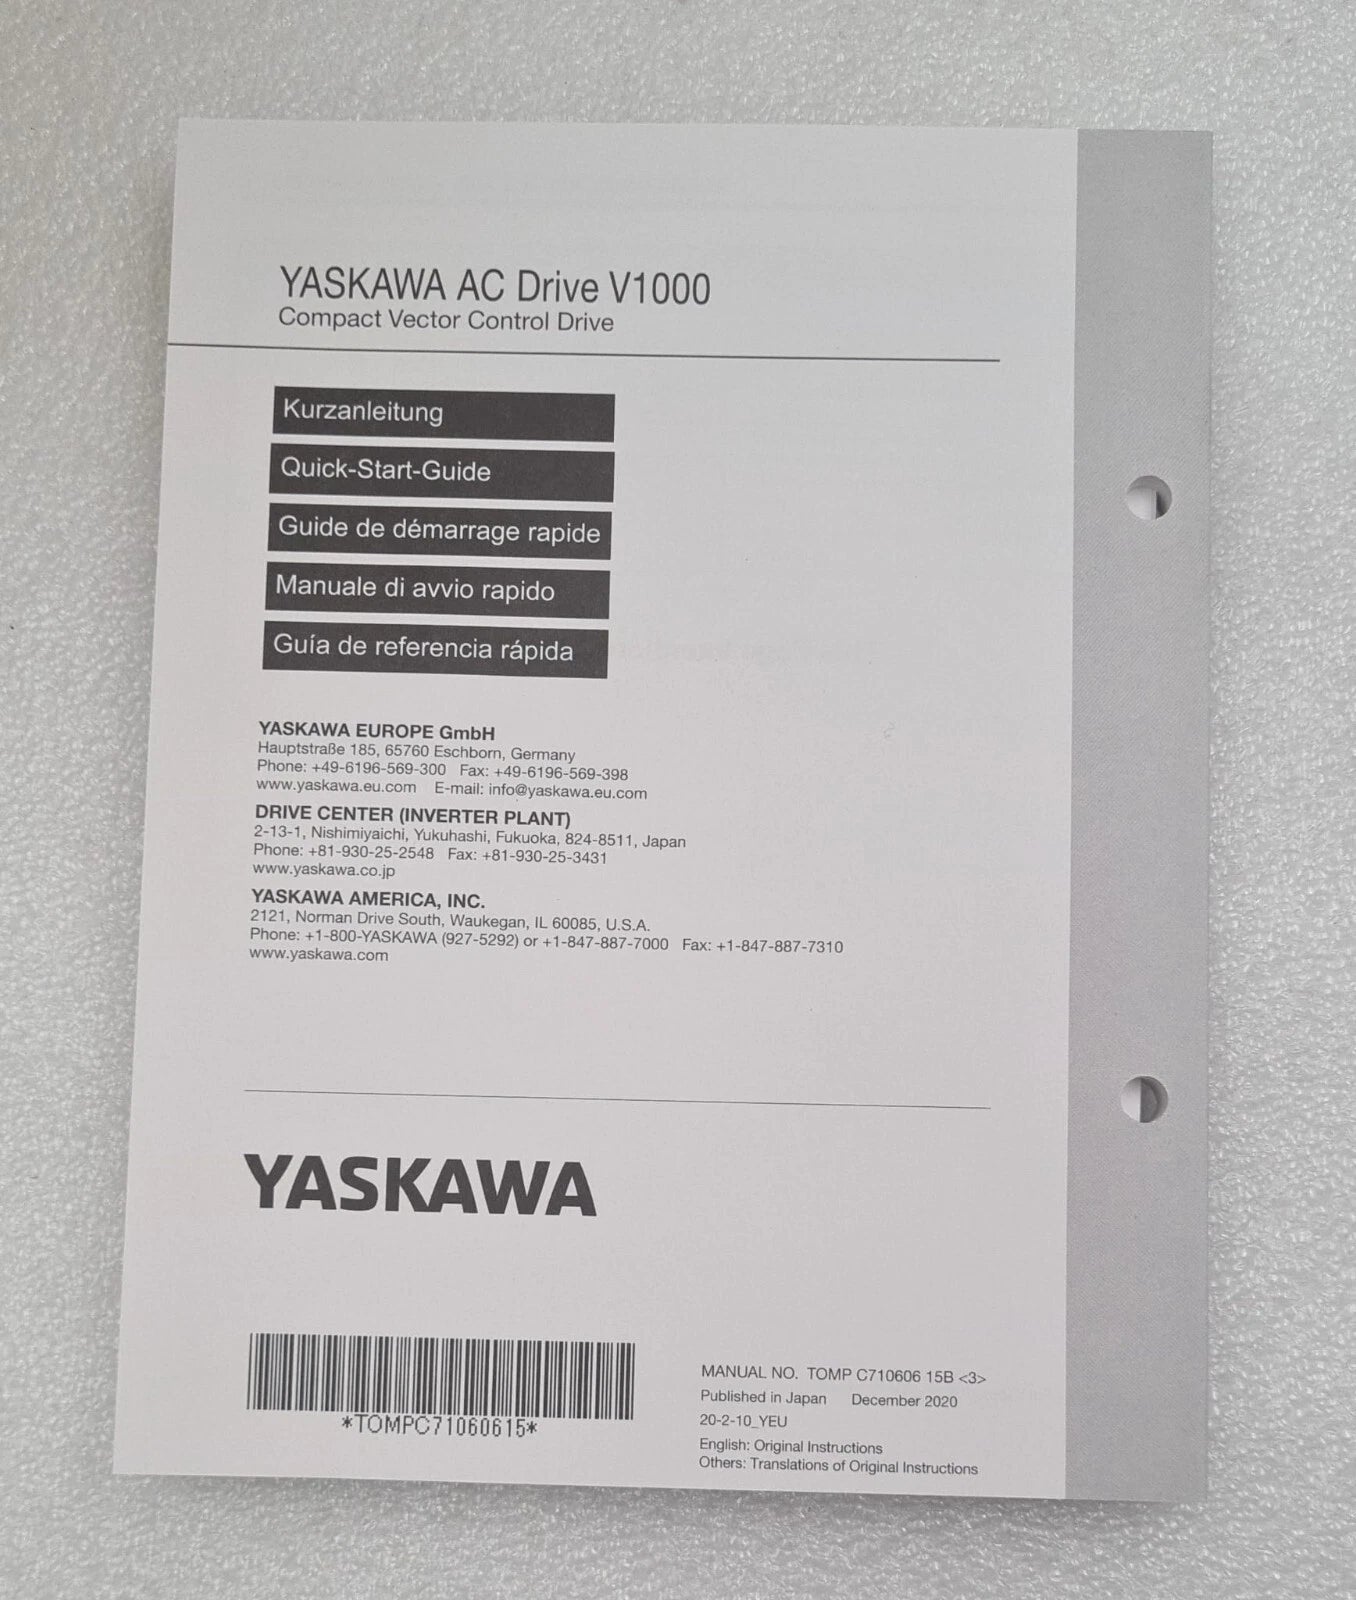 YASKAWA AC Drive V1000
Compact Vector Control Drive
Kurzanleitung
Quick-Start-Guide
Guide de démarrage rapide
Manuale di avvio rapido
Guía de referencia rápida
YASKAWA EUROPE GmbH
Hauptstraße 185, 65760 Eschborn, Germany
Phone: +49-6196-569-300 Fax: +49-6196-569-398
www.yaskawa.eu.com E-mail: info@yaskawa.eu.com
DRIVE CENTER (INVERTER PLANT)
2-13-1, Nishimiyaichi, Yukuhashi, Fukuoka, 824-8511, Japan
Phone: +81-930-25-2548 Fax: +81-930-25-3431
www.yaskawa.co.jp
YASKAWA AMERICA, INC.
2121, Norman Drive South, Waukegan, IL 60085, U.S.A.
Phone: +1-800-YASKAWA (927-5292) or +1-847-887-7000 Fax: +1-847-887-7310
www.yaskawa.com
YASKAWA
*TOMPC71060615*
MANUAL NO. TOMP C710606 15B <3>
Published in Japan December 2020
20-2-10_YEU
English: Original Instructions
Others: Translations of Original Instructions